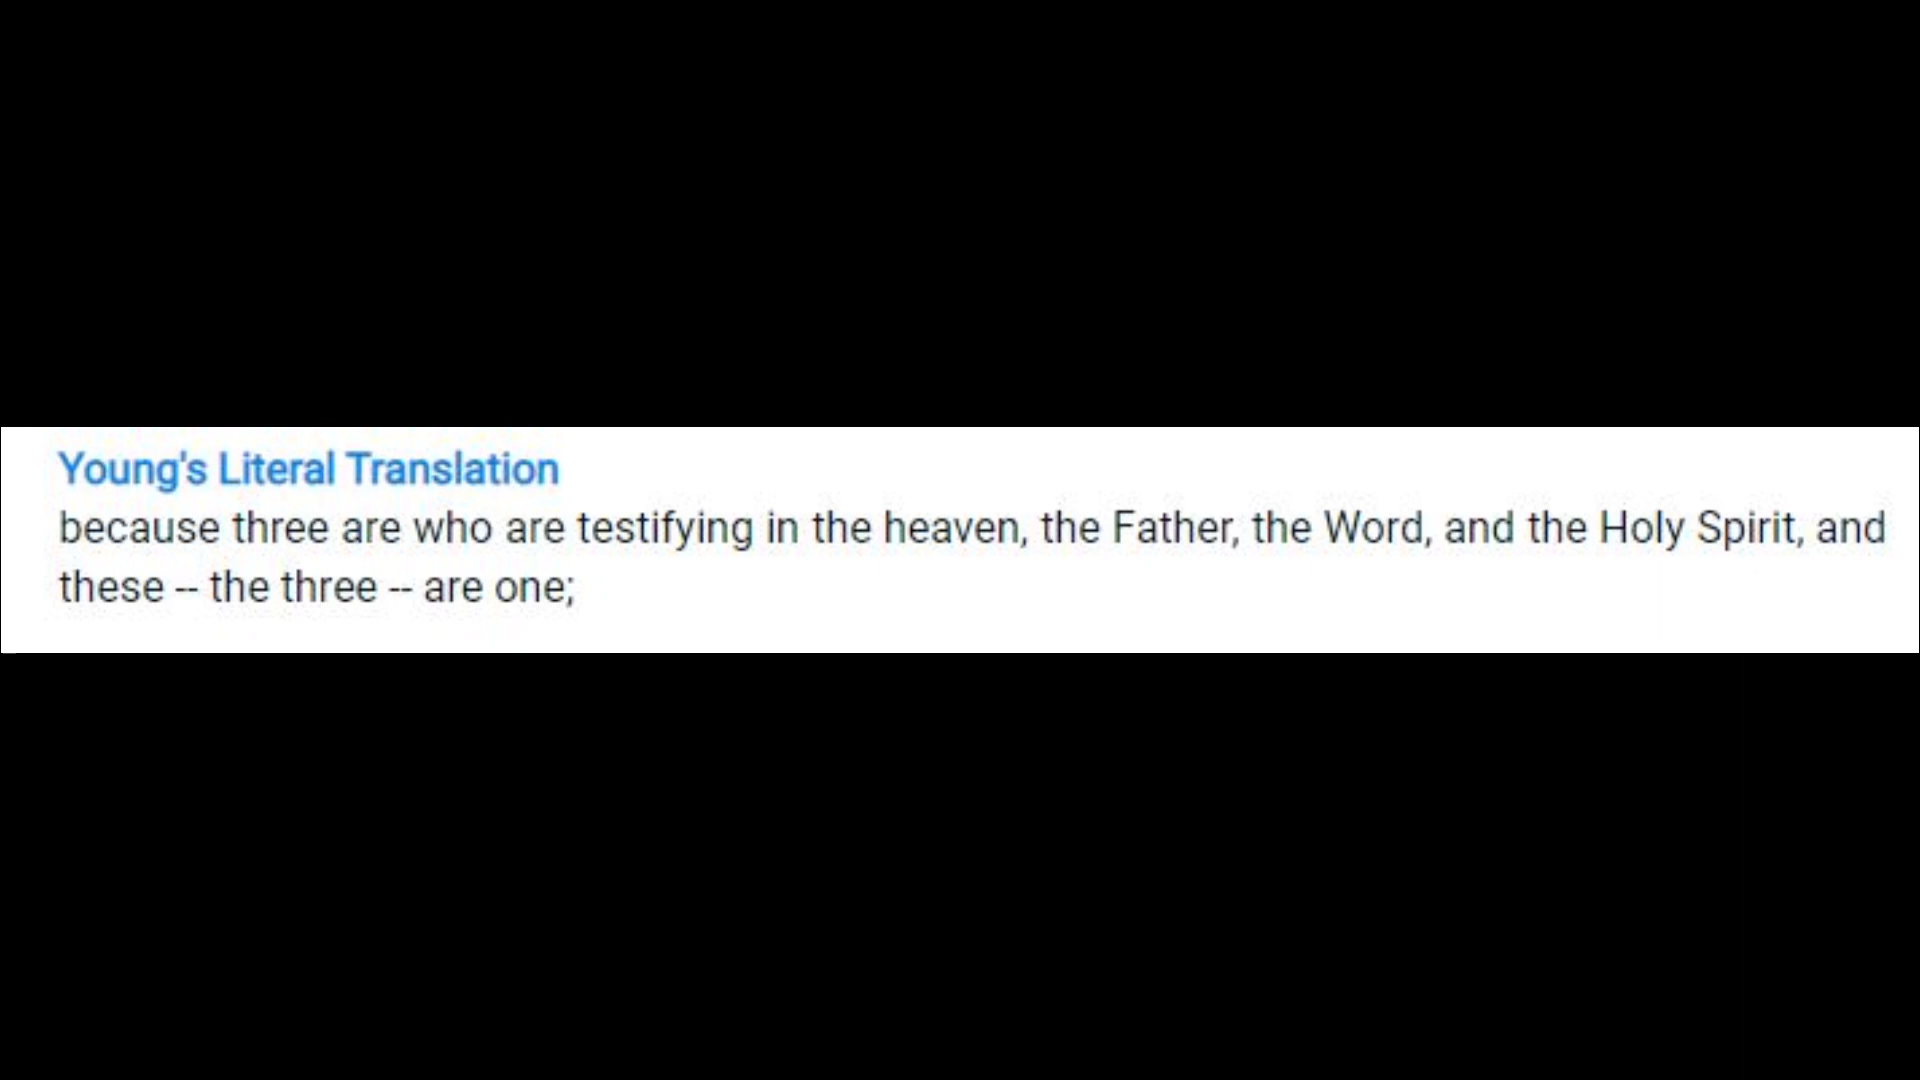 Young's Literal Translation
because three are who are testifying in the heaven, the Father, the Word, and the Holy Spirit, and
these -- the three -- are one;